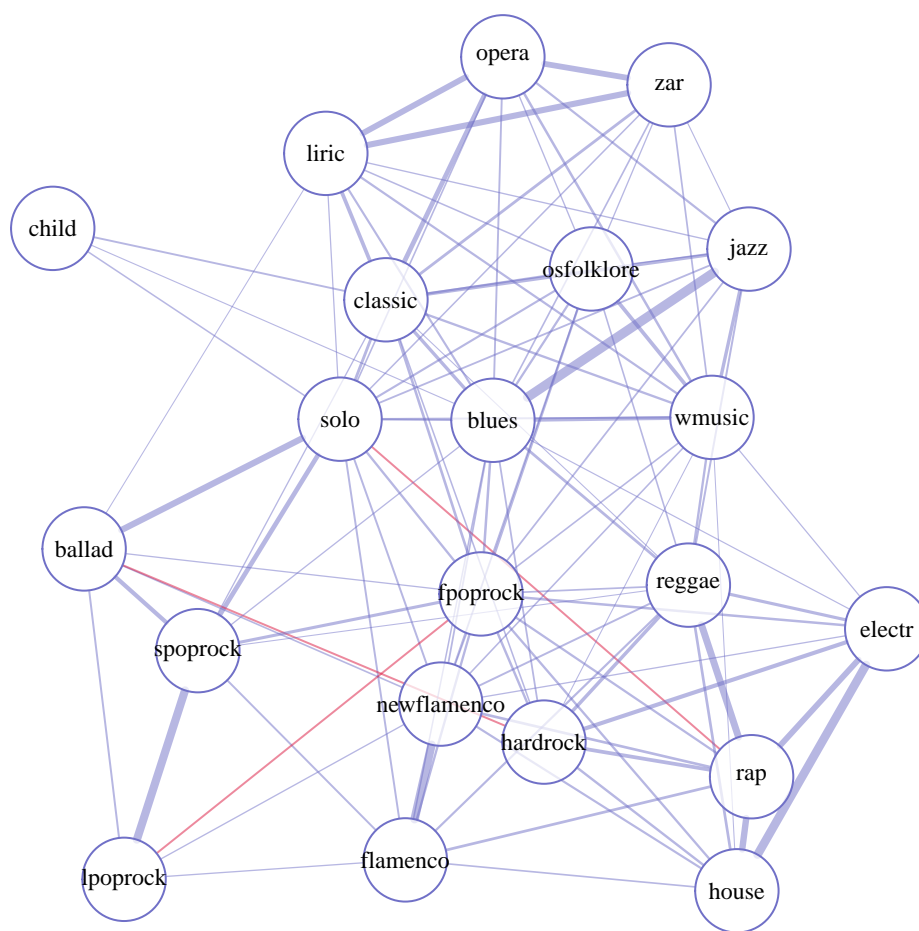 opera
zar
liric
child
jazz
osfolklore
classic
solo
blues
wmusic
ballad
fpoprock
reggae
electr
spoprock
newflamenco
hardrock
rap
lpoprock
flamenco
house